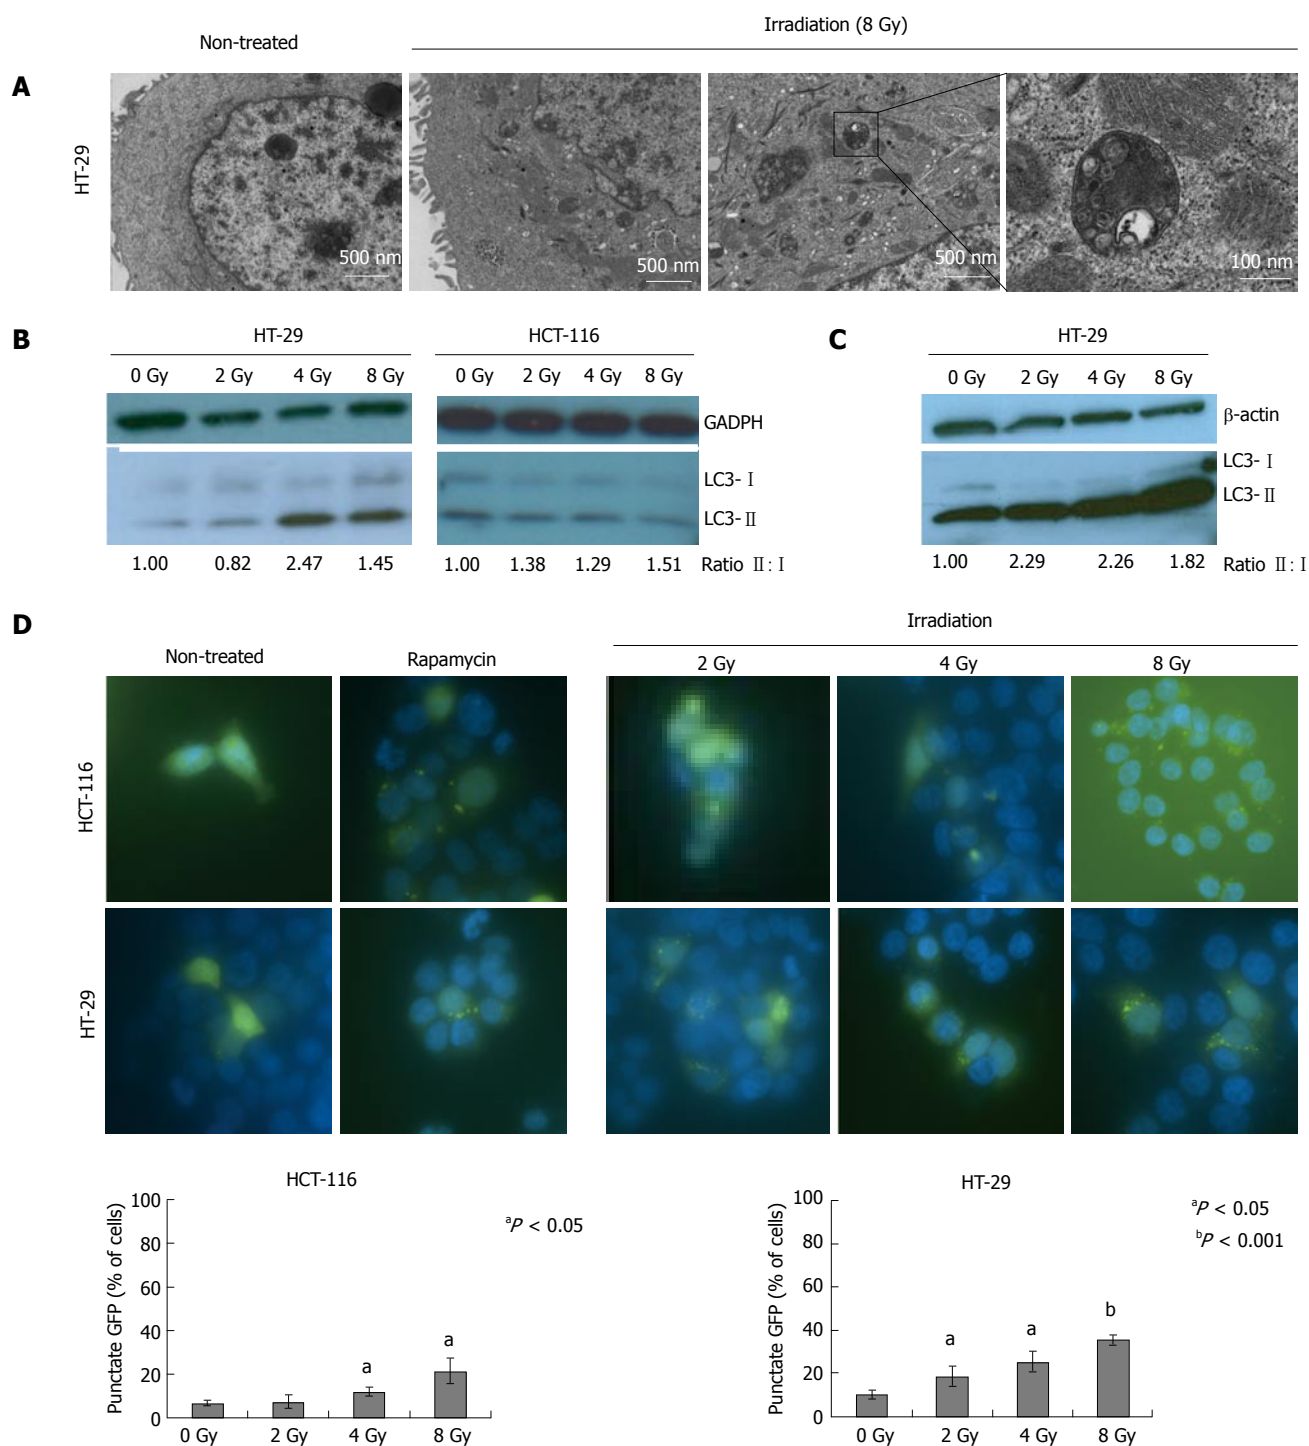 Non-treated
Irradiation (8 Gy)
A
HT-29
500 nm
500 nm
500 nm
100 nm
B
HT-29
HCT-116
0 Gy 2 Gy 4 Gy 8 Gy
0 Gy 2 Gy 4 Gy 8 Gy
GADPH
LC3-Ⅰ
LC3-Ⅱ
1.00 0.82 2.47 1.45
1.00 1.38 1.29 1.51
Ratio Ⅱ:Ⅰ
C
HT-29
0 Gy 2 Gy 4 Gy 8 Gy
β-actin
LC3-Ⅰ
LC3-Ⅱ
1.00 2.29 2.26 1.82
Ratio Ⅱ:Ⅰ
D
Irradiation
Non-treated
Rapamycin
2 Gy
4 Gy
8 Gy
HCT-116
HT-29
HCT-116
ᵃP < 0.05
Punctate GFP (% of cells)
100
80
60
40
20
0
a
a
0 Gy 2 Gy 4 Gy 8 Gy
HT-29
ᵃP < 0.05
ᵇP < 0.001
Punctate GFP (% of cells)
100
80
60
40
20
0
a
a
b
0 Gy 2 Gy 4 Gy 8 Gy